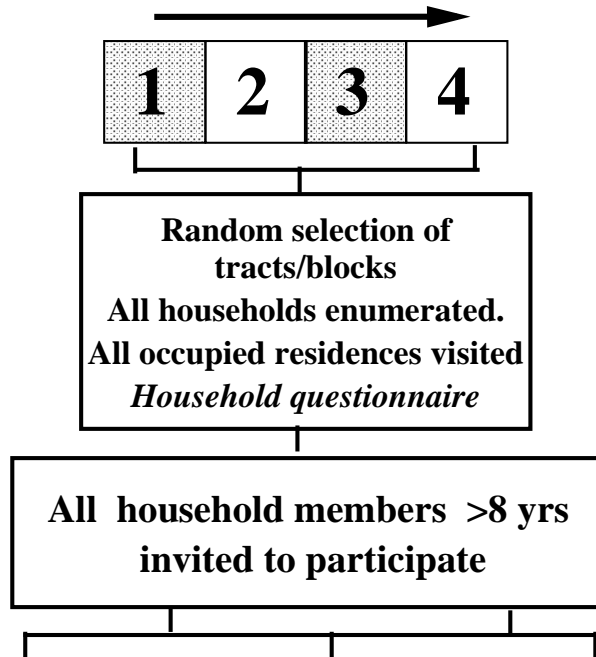 1 2 3 4
Random selection of
tracts/blocks
All households enumerated.
All occupied residences visited
Household questionnaire
All household members >8 yrs
invited to participate